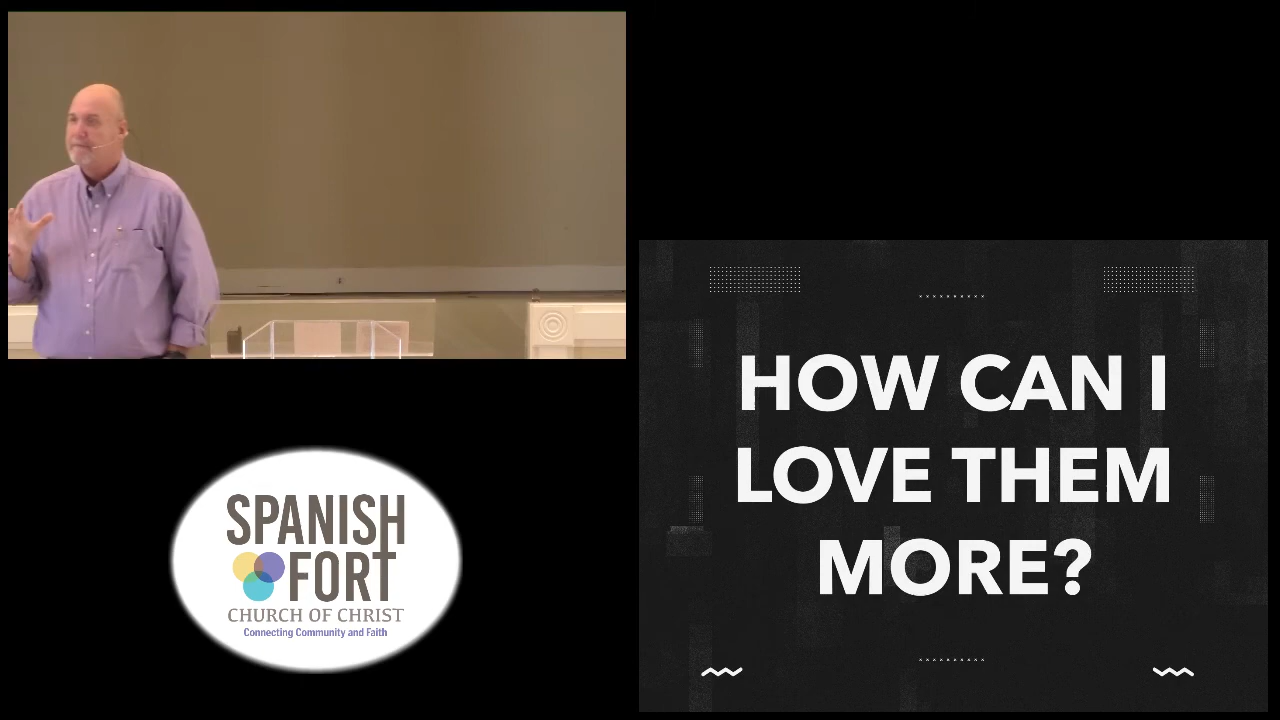 HOW CAN I
LOVE THEM
MORE?
SPANISH
FORT
CHURCH OF CHRIST
Connecting Community and Faith